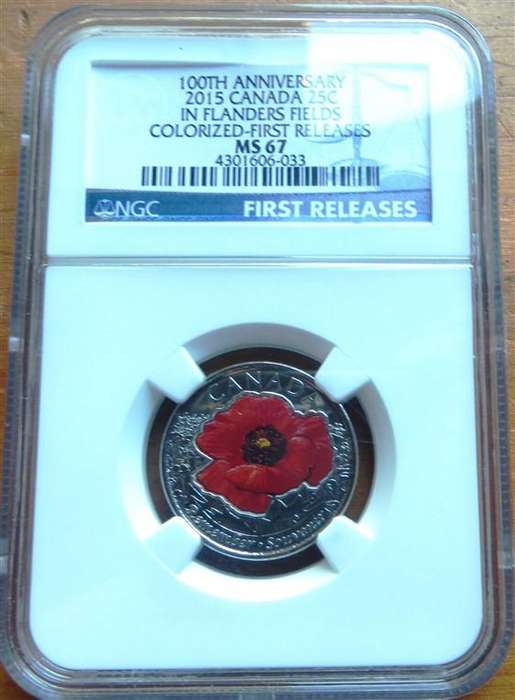 100TH ANNIVERSARY
2015 CANADA 25C
IN FLANDERS FIELDS
COLORIZED-FIRST RELEASES
MS 67
4301606-033
NGC FIRST RELEASES
CANADA
Remember • Souvenir